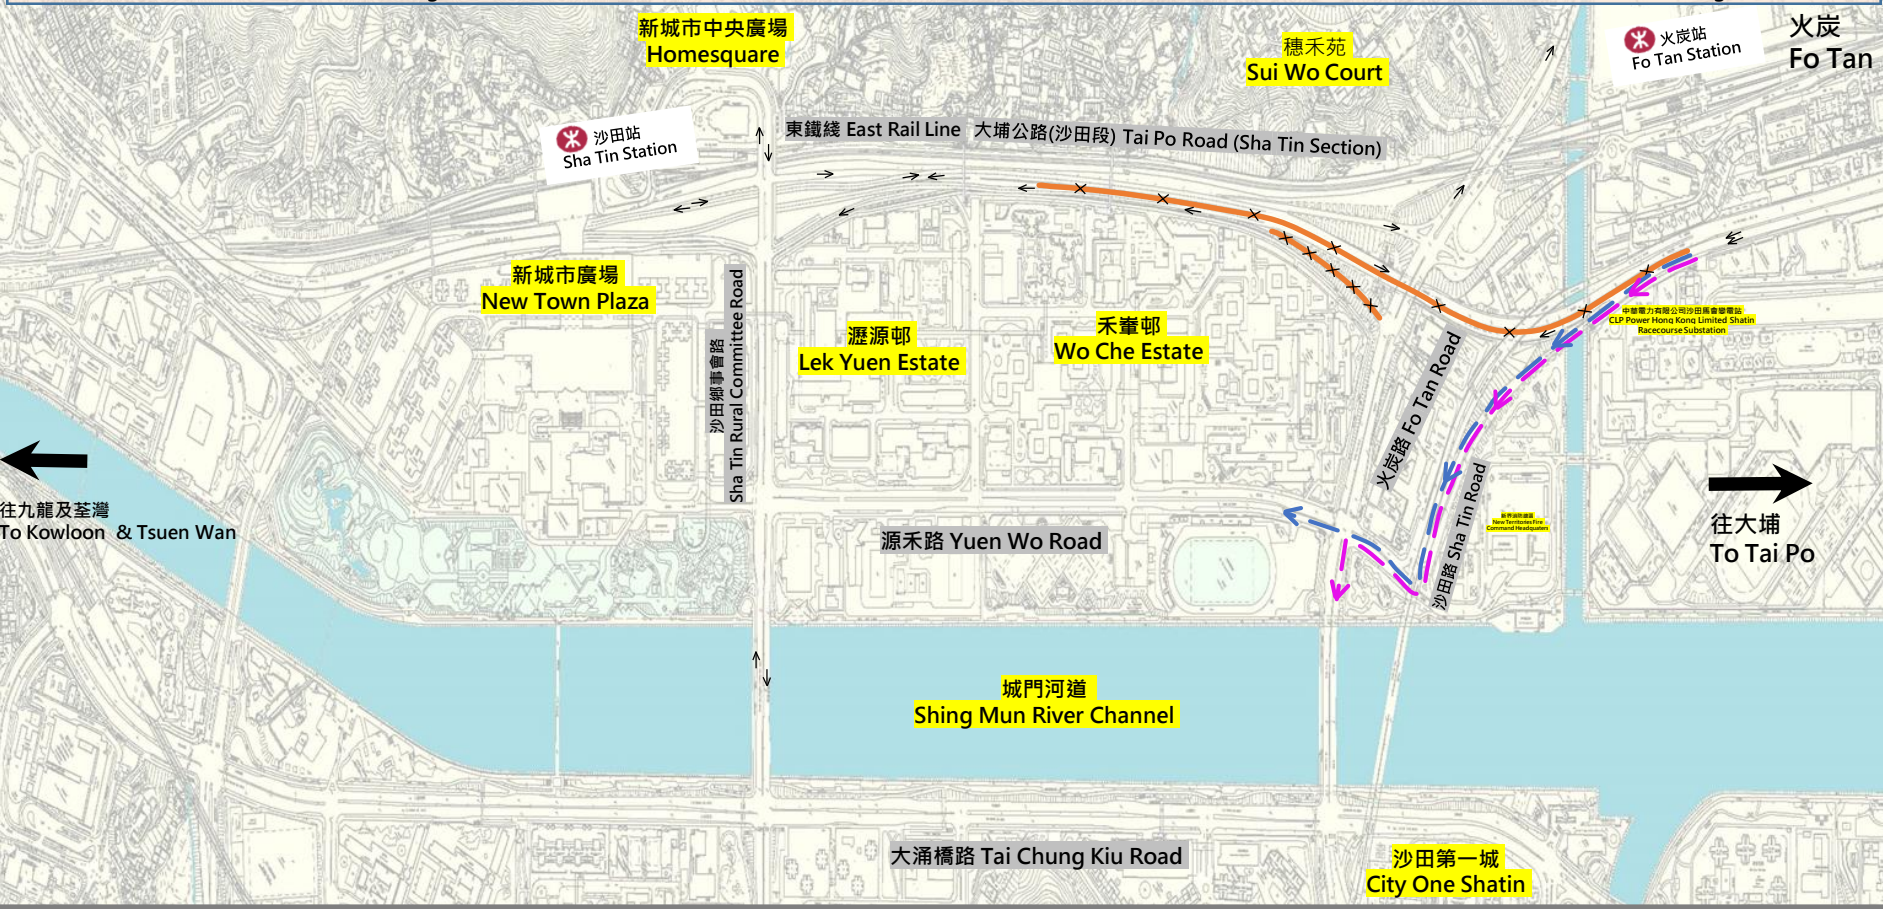 新城市中央廣場
Homesquare
穗禾苑
Sui Wo Court
火炭站
Fo Tan Station
火炭
Fo Tan
沙田站
Sha Tin Station
東鐵綫 East Rail Line
大埔公路(沙田段) Tai Po Road (Sha Tin Section)
新城市廣場
New Town Plaza
沙田鄉事會路
Sha Tin Rural Committee Road
瀝源邨
Lek Yuen Estate
禾輋邨
Wo Che Estate
火炭路 Fo Tan Road
中華電力有限公司沙田馬會變電站
CLP Power Hong Kong Limited Shatin
Racecourse Substation
往九龍及荃灣
To Kowloon & Tsuen Wan
源禾路 Yuen Wo Road
沙田路 Sha Tin Road
New Territories Fire
Command Headquaters
往大埔
To Tai Po
城門河道
Shing Mun River Channel
大涌橋路 Tai Chung Kiu Road
沙田第一城
City One Shatin